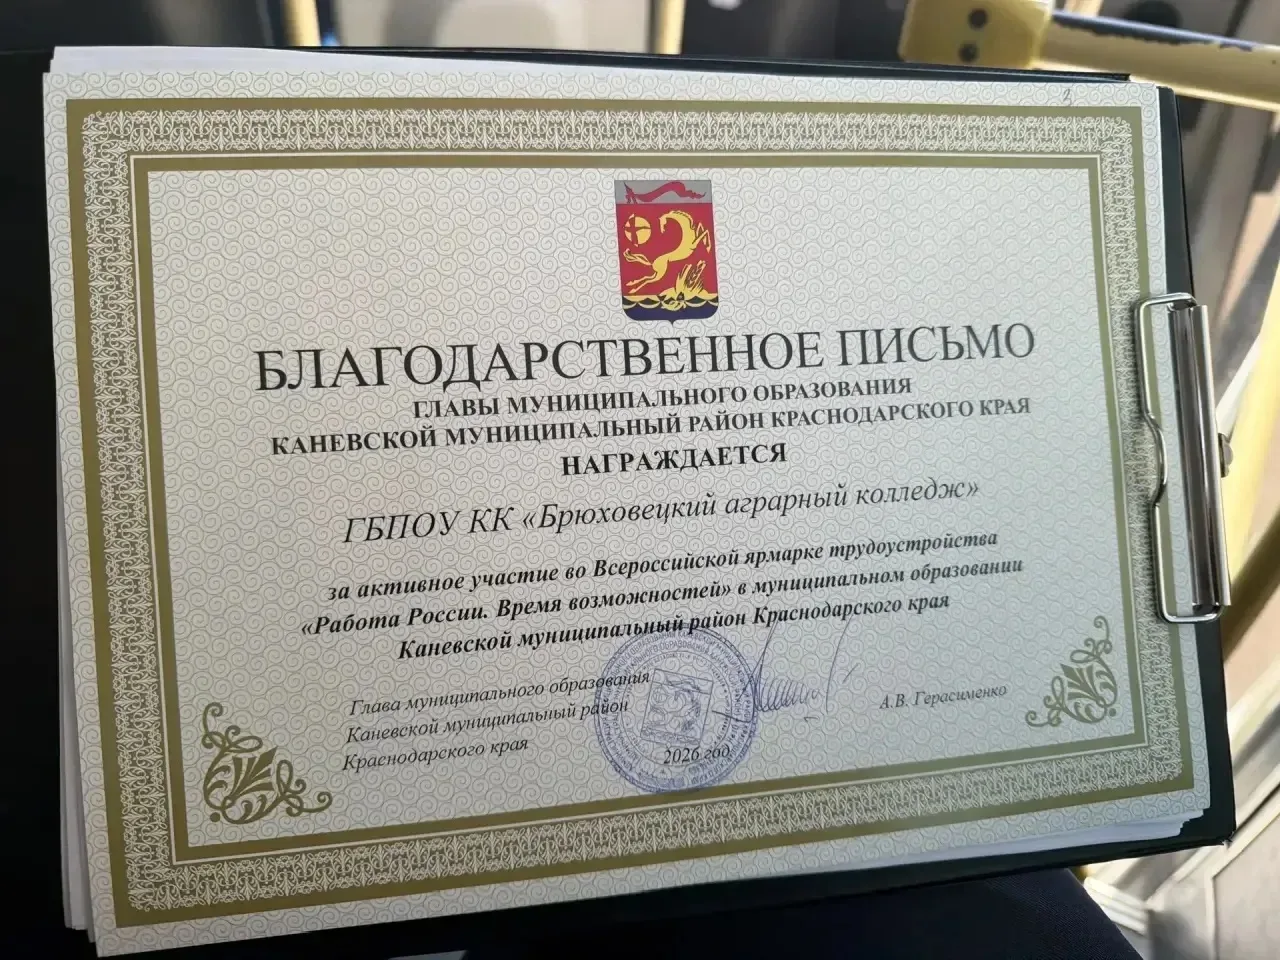 3
БЛАГОДАРСТВЕННОЕ ПИСЬМО
ГЛАВЫ МУНИЦИПАЛЬНОГО ОБРАЗОВАНИЯ
КАНЕВСКОЙ МУНИЦИПАЛЬНЫЙ РАЙОН КРАСНОДАРСКОГО КРАЯ
НАГРАЖДАЕТСЯ
ГБПОУ КК «Брюховецкий аграрный колледж»
за активное участие во Всероссийской ярмарке трудоустройства
«Работа России. Время возможностей» в муниципальном образовании
Каневской муниципальный район Краснодарского края
Глава муниципального образования
Каневской муниципальный район
Краснодарского края
А.В. Герасименко
2026 год